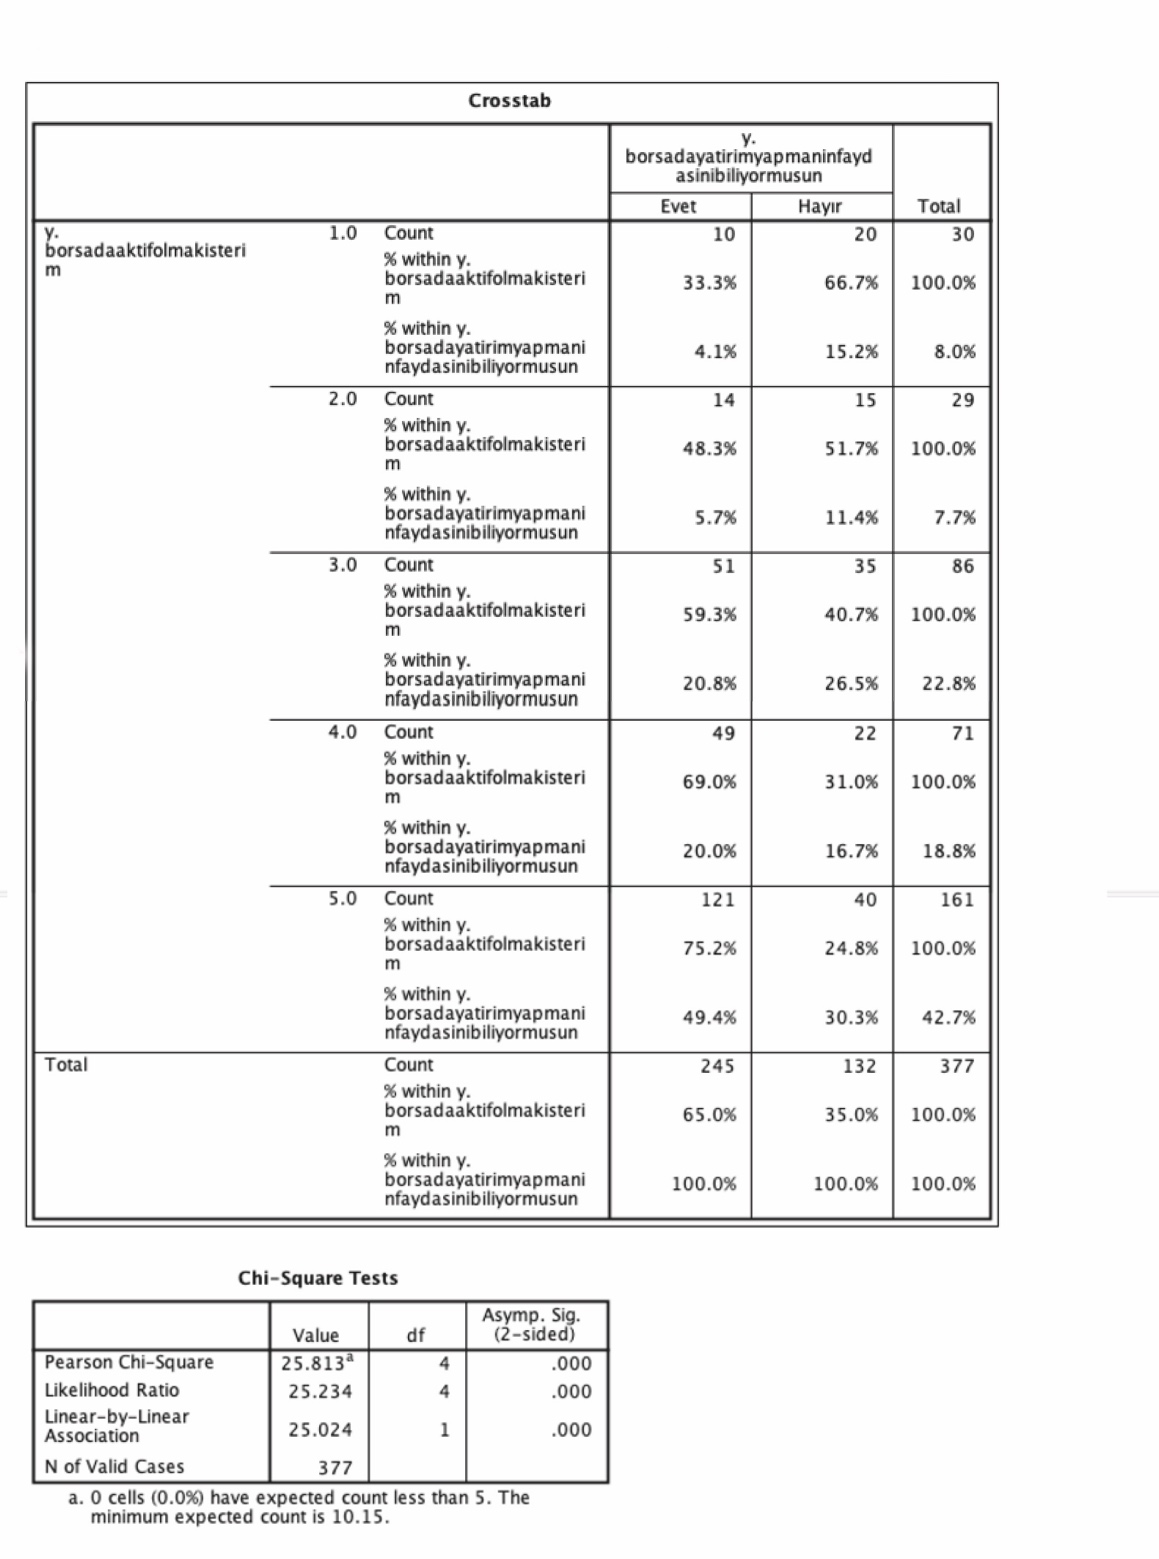 Crosstab
y.
borsadayatirimyapmaninfayd
asinibiliyormusun
Evet Hayır Total
y.
borsadaaktifolmakisteri
m
1.0 Count 10 20 30
% within y.
borsadaaktifolmakisteri
m
33.3% 66.7% 100.0%
% within y.
borsadayatirimyapmani
nfaydasinibiliyormusun
4.1% 15.2% 8.0%
2.0 Count 14 15 29
% within y.
borsadaaktifolmakisteri
m
48.3% 51.7% 100.0%
% within y.
borsadayatirimyapmani
nfaydasinibiliyormusun
5.7% 11.4% 7.7%
3.0 Count 51 35 86
% within y.
borsadaaktifolmakisteri
m
59.3% 40.7% 100.0%
% within y.
borsadayatirimyapmani
nfaydasinibiliyormusun
20.8% 26.5% 22.8%
4.0 Count 49 22 71
% within y.
borsadaaktifolmakisteri
m
69.0% 31.0% 100.0%
% within y.
borsadayatirimyapmani
nfaydasinibiliyormusun
20.0% 16.7% 18.8%
5.0 Count 121 40 161
% within y.
borsadaaktifolmakisteri
m
75.2% 24.8% 100.0%
% within y.
borsadayatirimyapmani
nfaydasinibiliyormusun
49.4% 30.3% 42.7%
Total Count 245 132 377
% within y.
borsadaaktifolmakisteri
m
65.0% 35.0% 100.0%
% within y.
borsadayatirimyapmani
nfaydasinibiliyormusun
100.0% 100.0% 100.0%
Chi-Square Tests
Value df Asymp. Sig.
(2-sided)
Pearson Chi-Square 25.813a 4 .000
Likelihood Ratio 25.234 4 .000
Linear-by-Linear
Association 25.024 1 .000
N of Valid Cases 377
a. 0 cells (0.0%) have expected count less than 5. The
minimum expected count is 10.15.